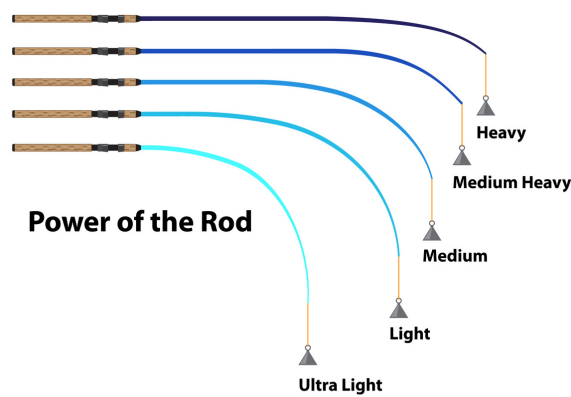 Heavy
Medium Heavy
Power of the Rod
Medium
Light
Ultra Light